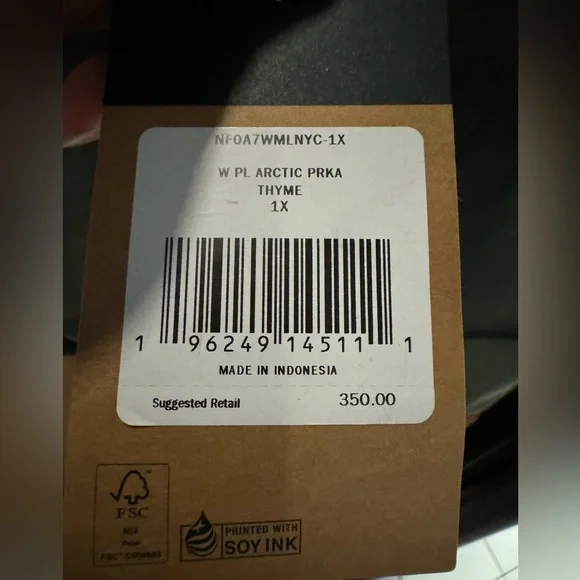 NF0A7WMLNYC-1X
W PL ARCTIC PRKA
THYME
1X
1 96249 14511 1
MADE IN INDONESIA
Suggested Retail 350.00
FSC
MIX
PRINTED WITH
SOY INK